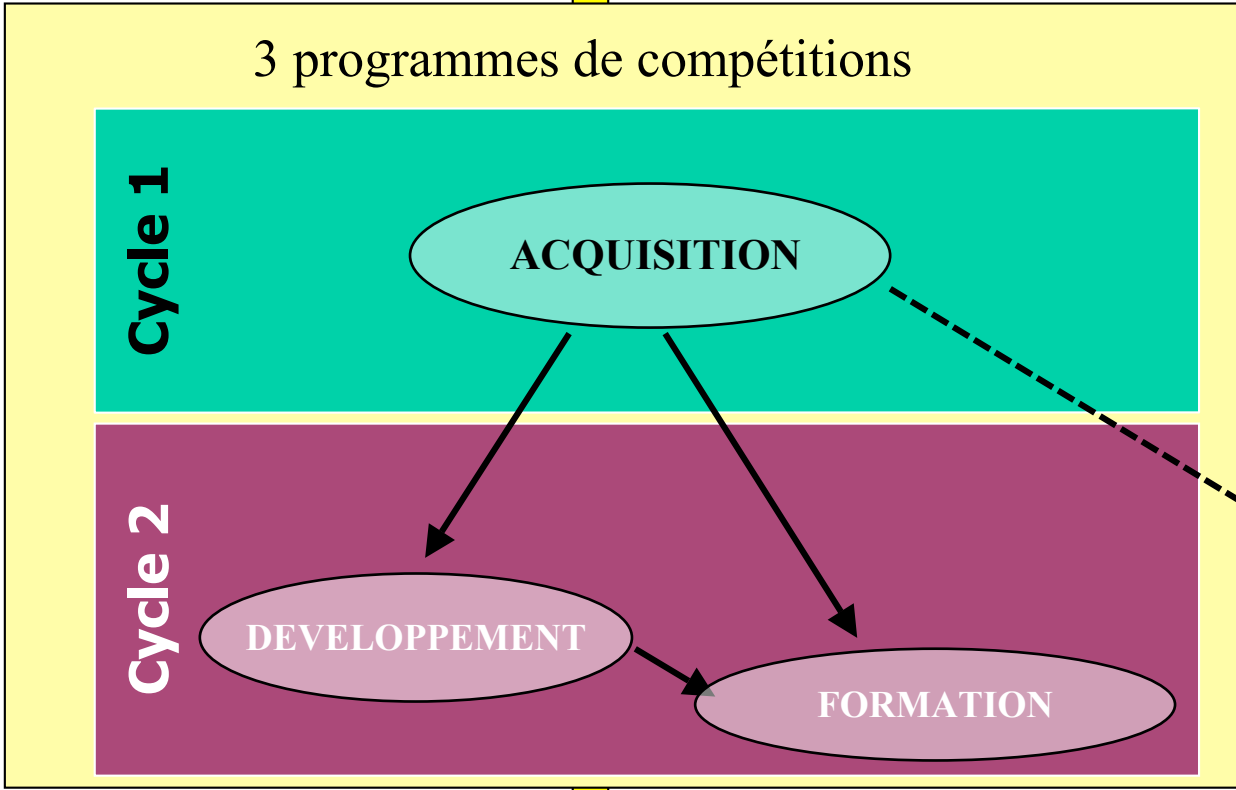 3 programmes de compétitions
Cycle 1
ACQUISITION
Cycle 2
DEVELOPPEMENT
FORMATION